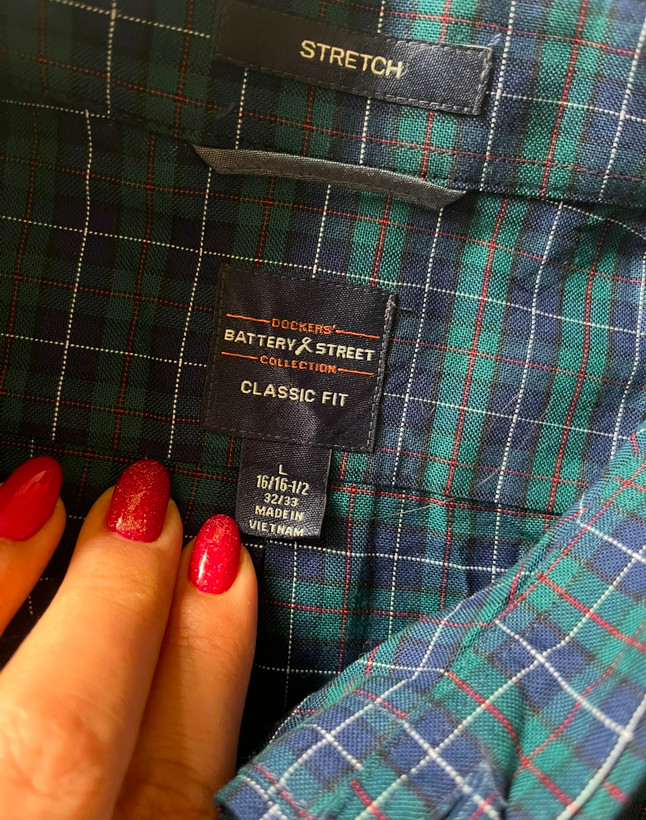 STRETCH
DOCKERS'
BATTERY STREET
COLLECTION
CLASSIC FIT
L
16/16-1/2
32/33
MADE IN
VIETNAM